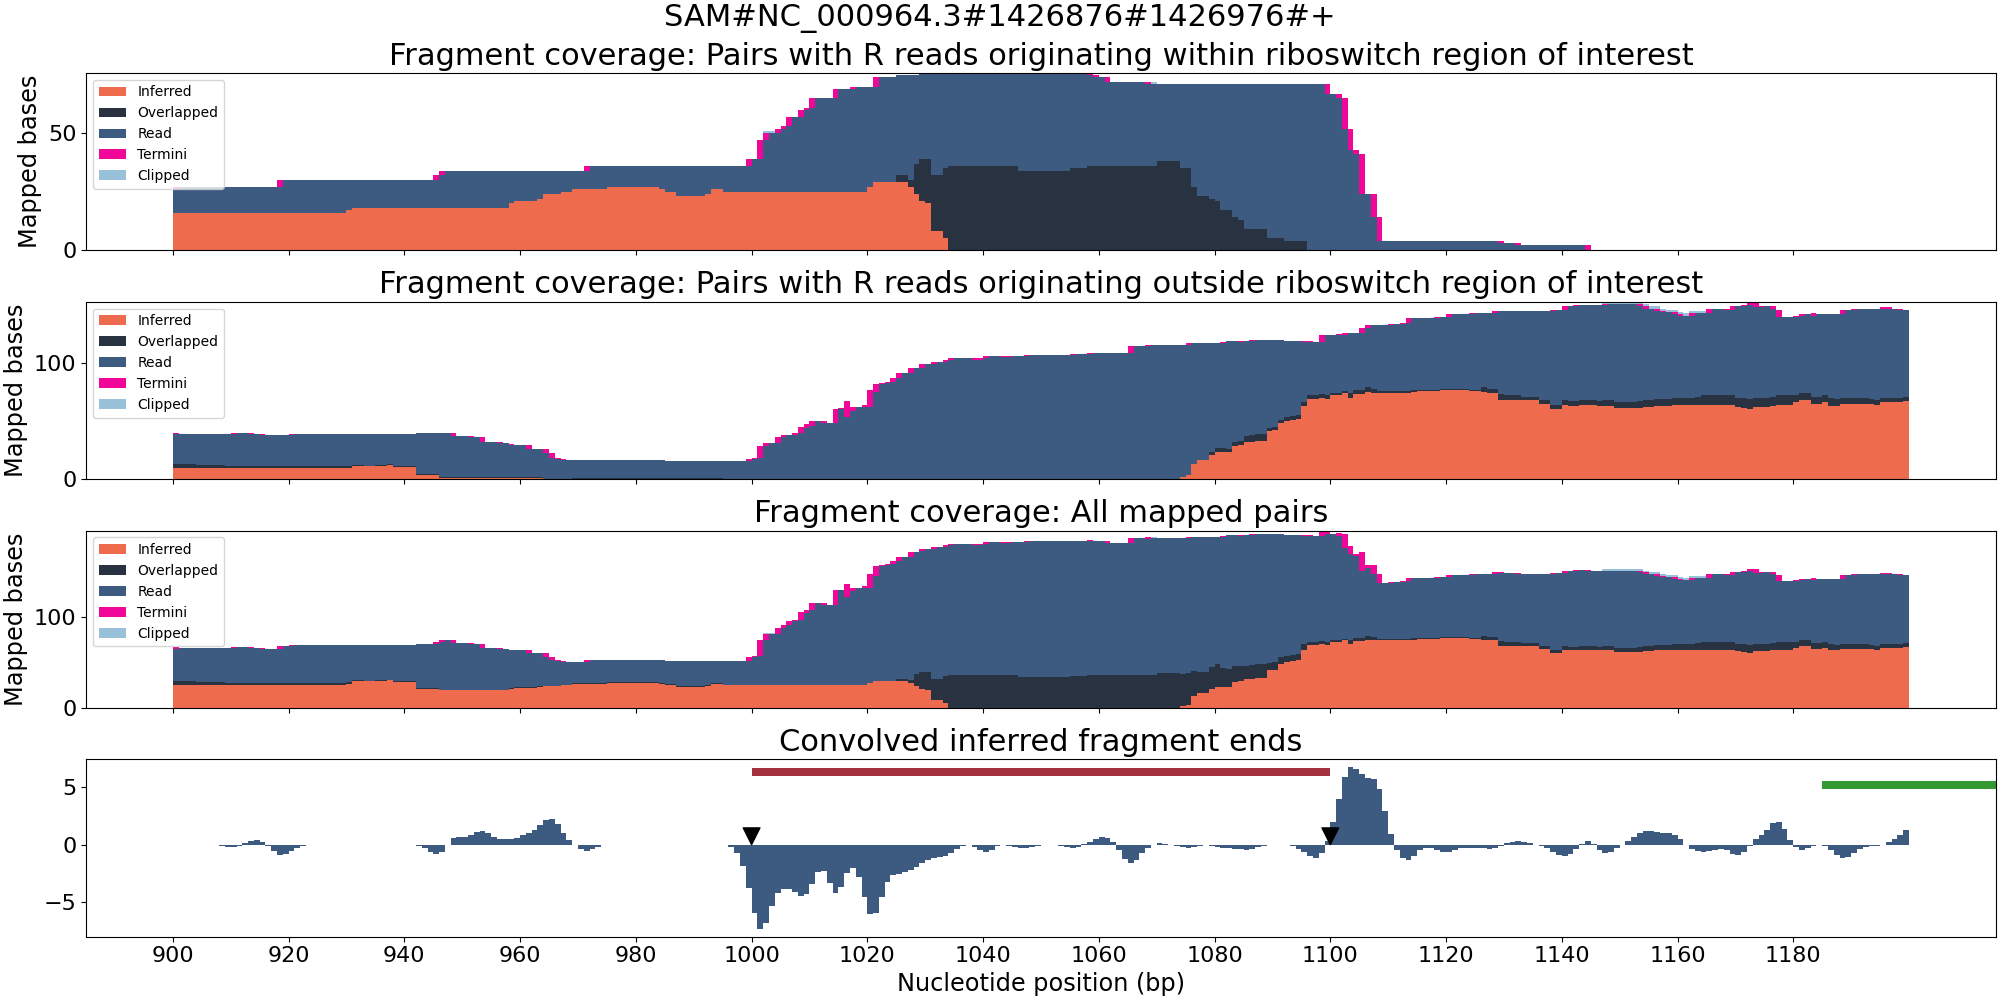 SAM#NC_000964.3#1426876#1426976#+
Fragment coverage: Pairs with R reads originating within riboswitch region of interest
Mapped bases
50
0
Inferred
Overlapped
Read
Termini
Clipped
Fragment coverage: Pairs with R reads originating outside riboswitch region of interest
Mapped bases
100
0
Inferred
Overlapped
Read
Termini
Clipped
Fragment coverage: All mapped pairs
Mapped bases
100
0
Inferred
Overlapped
Read
Termini
Clipped
Convolved inferred fragment ends
5
0
−5
900 920 940 960 980 1000 1020 1040 1060 1080 1100 1120 1140 1160 1180
Nucleotide position (bp)